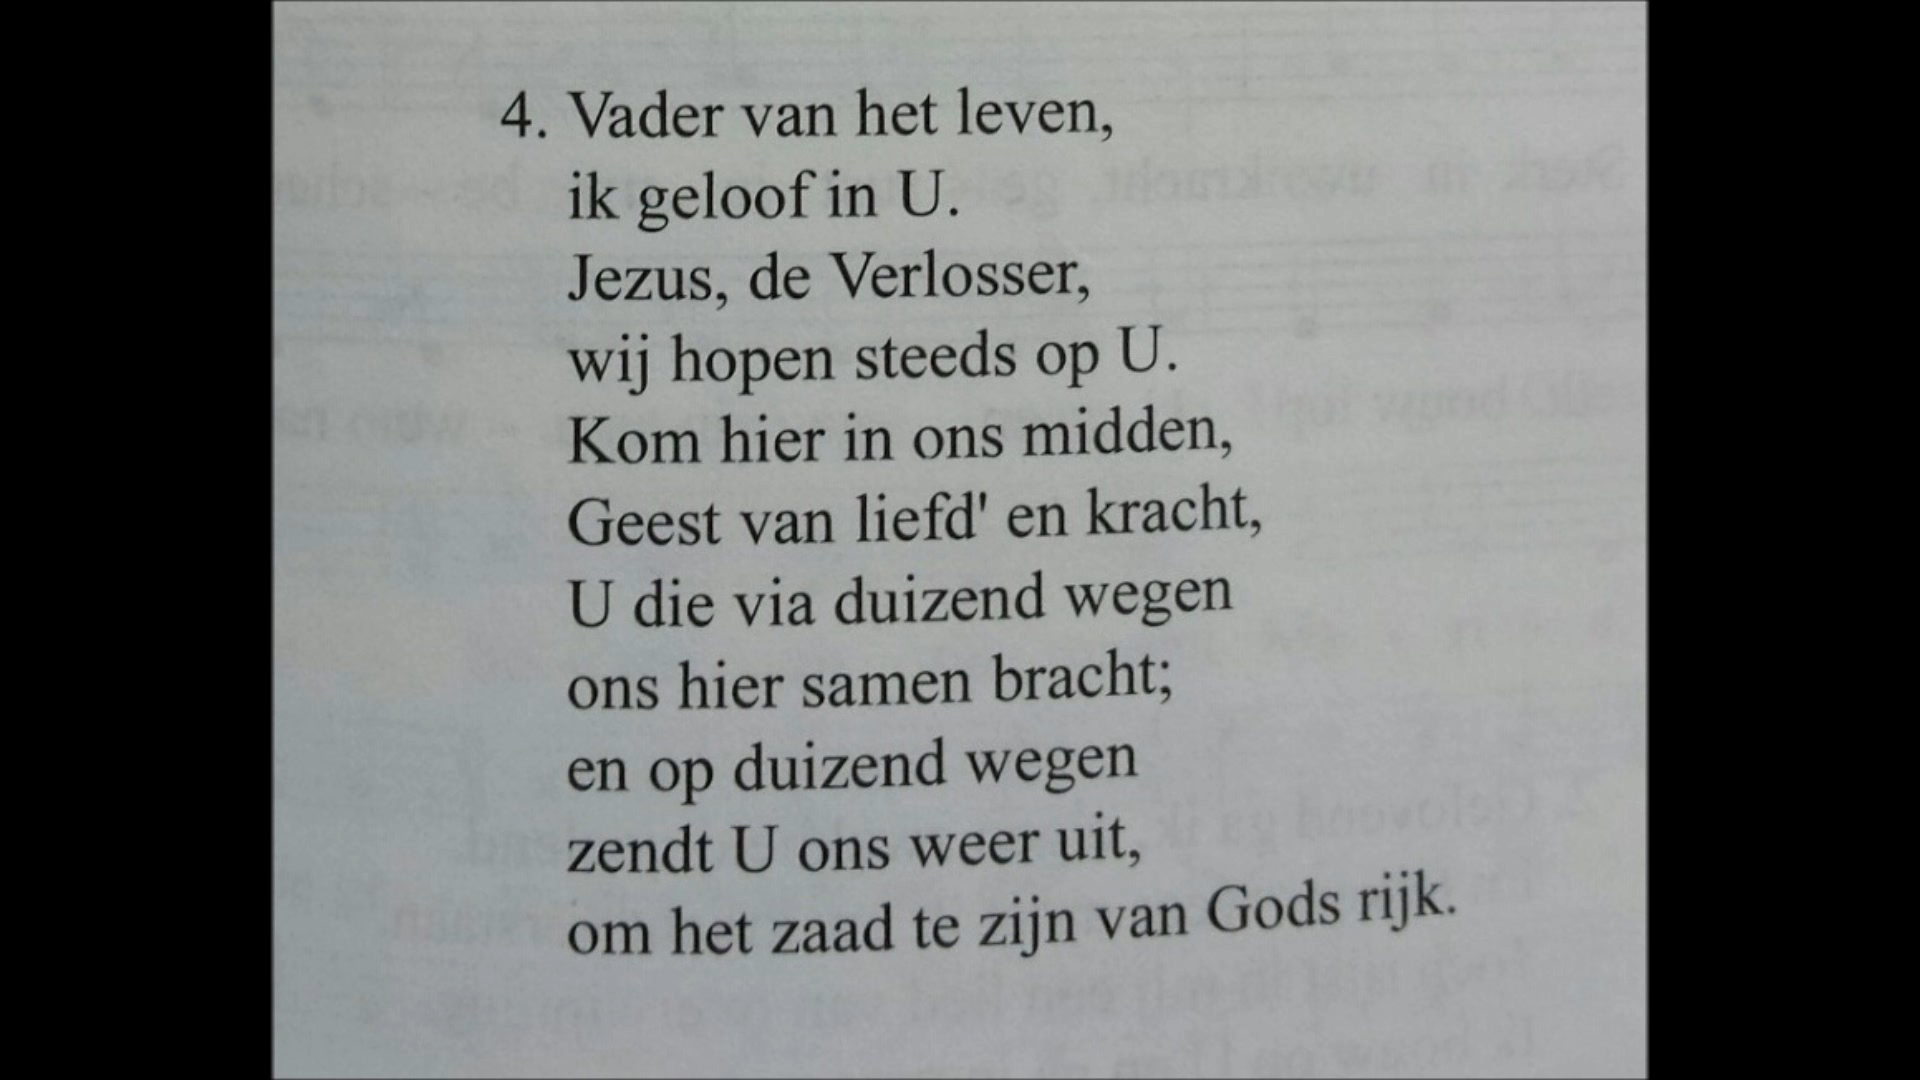 4. Vader van het leven,
ik geloof in U.
Jezus, de Verlosser,
wij hopen steeds op U.
Kom hier in ons midden,
Geest van liefd' en kracht,
U die via duizend wegen
ons hier samen bracht;
en op duizend wegen
zendt U ons weer uit,
om het zaad te zijn van Gods rijk.